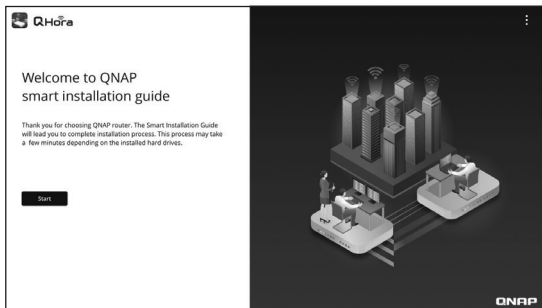 QHora
Welcome to QNAP
smart installation guide
Thank you for choosing QNAP router. The Smart Installation Guide
will lead you to complete installation process. This process may take
a few minutes depending on the installed hard drives.
Start
QNAP